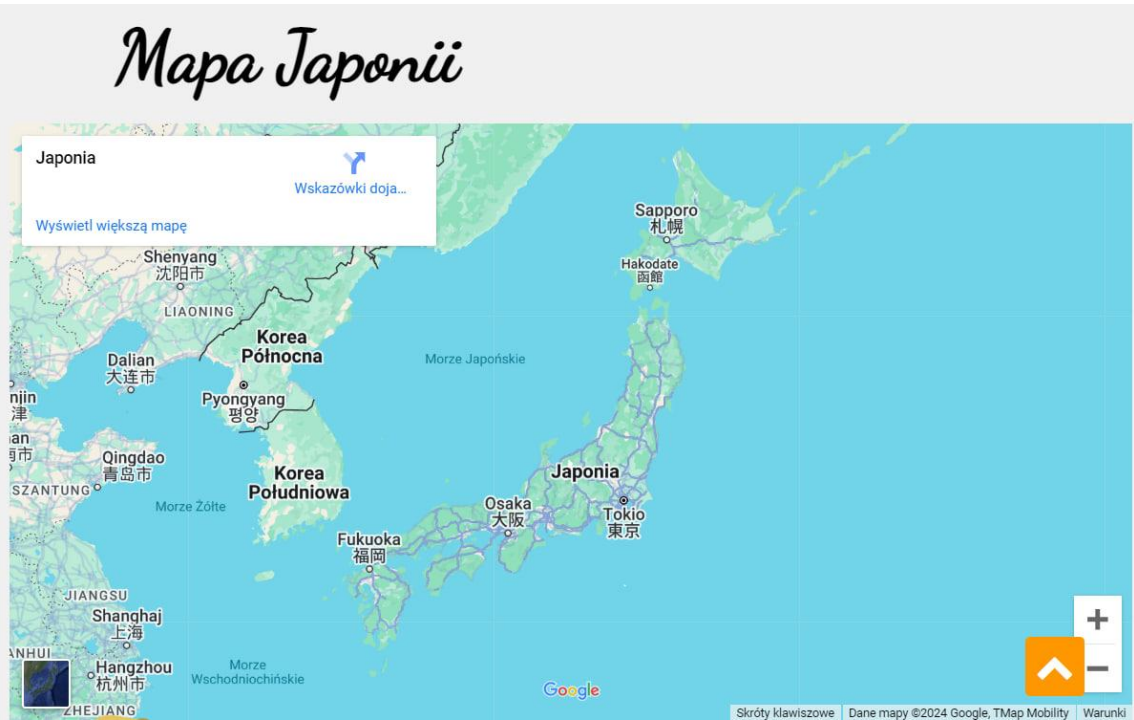 Mapa Japonii
Japonia
Wskazówki doja...
Wyświetl większą mapę
Sapporo
札幌
Hakodate
函館
Shenyang
沈阳市
LIAONING
Korea
Północna
Dalian
大连市
Morze Japońskie
Pyongyang
평양
Qingdao
青岛市
SZANTUNG
Korea
Południowa
Japonia
Morze Żółte
Osaka
大阪
Tokio
東京
Fukuoka
福岡
JIANGSU
Shanghaj
上海
Hangzhou
杭州市
Morze
Wschodniochińskie
ZHEJIANG
Google
Skróty klawiszowe
Dane mapy ©2024 Google, TMap Mobility
Warunki